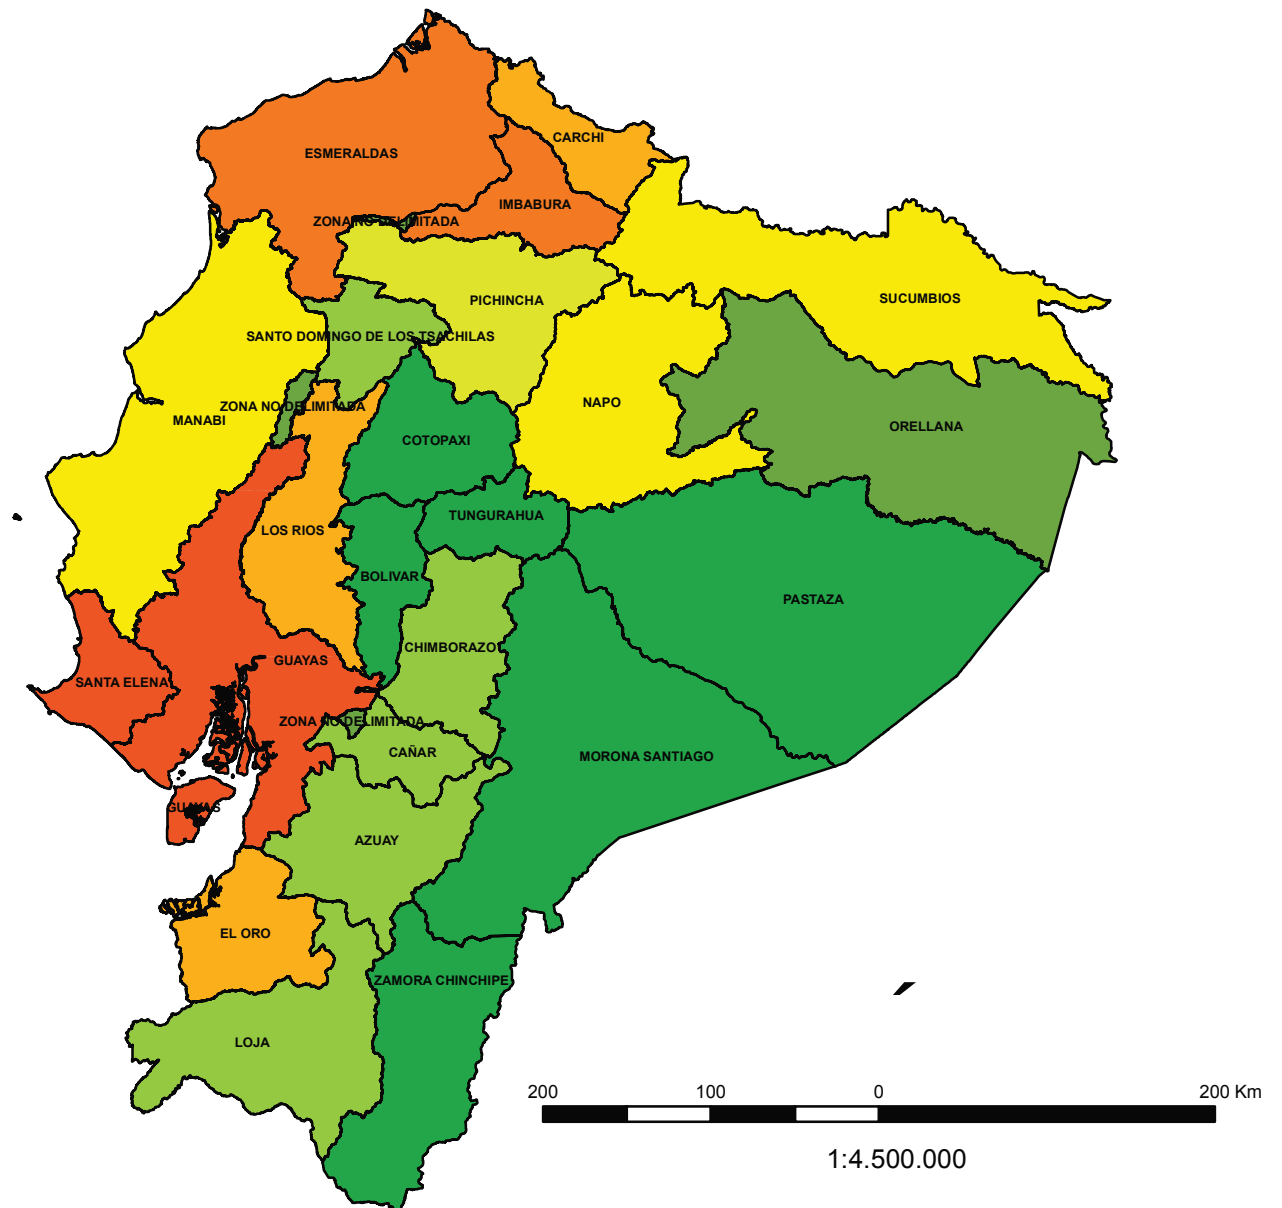 CARCHI
ESMERALDAS
IMBABURA
ZONA NO DELIMITADA
PICHINCHA
SUCUMBIOS
SANTO DOMINGO DE LOS TSACHILAS
NAPO
ZONA NO DELIMITADA
MANABI
ORELLANA
COTOPAXI
TUNGURAHUA
LOS RIOS
BOLIVAR
PASTAZA
CHIMBORAZO
GUAYAS
SANTA ELENA
ZONA NO DELIMITADA
CAÑAR
MORONA SANTIAGO
GUAYAS
AZUAY
EL ORO
ZAMORA CHINCHIPE
LOJA
200 100 0 200 Km
1:4.500.000